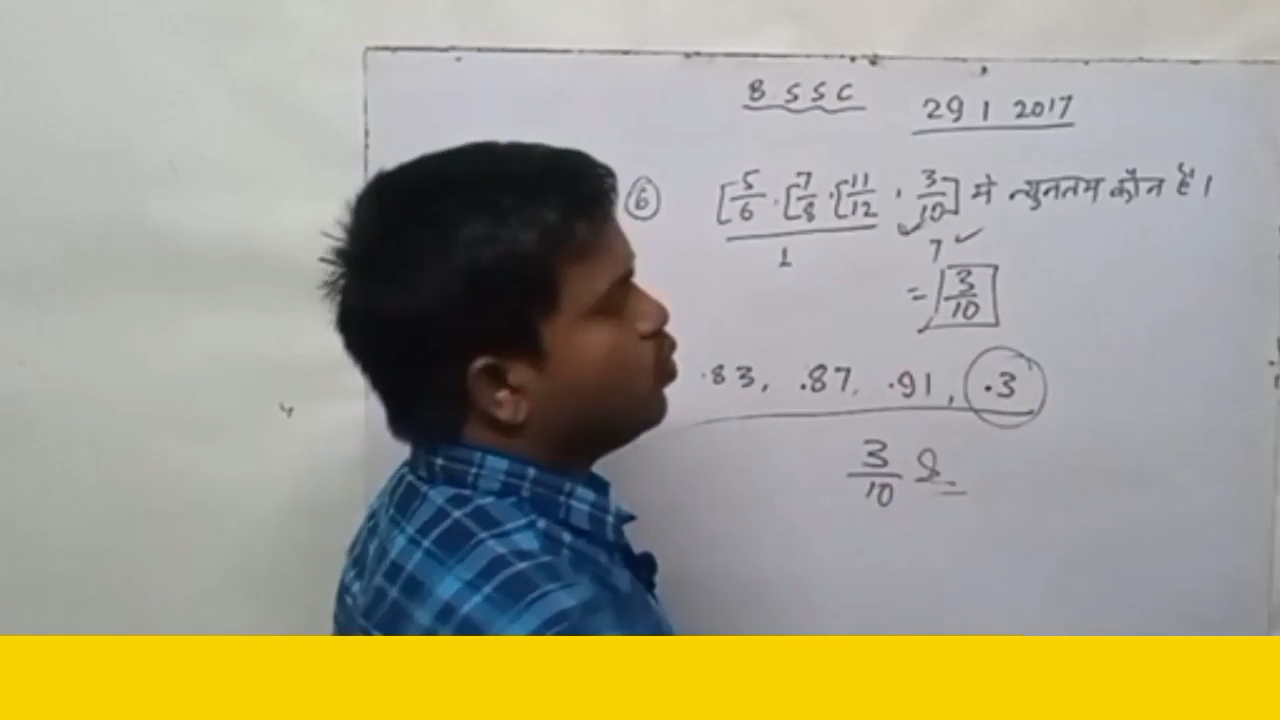 BSSC
29 1 2017
6 [5/6 . [7/8 . [11/12 , 3/10] मे न्युनतम कौन हैं।
1
7 ✓
= 3/10
.83, .87, .91, .3
3/10